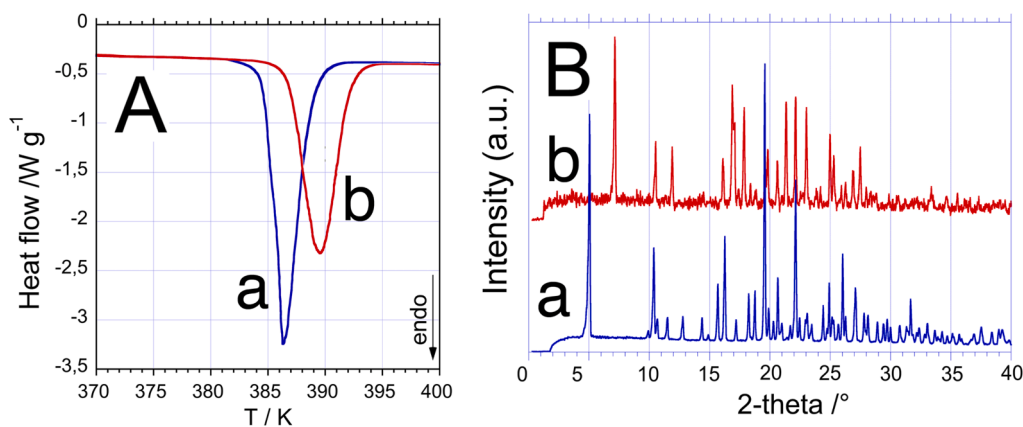 0
-0.5
-1
-1.5
-2
-2.5
-3
-3.5
370 375 380 385 390 395 400
T / K
Heat flow /W g⁻¹
A
a
b
endo
B
b
a
Intensity (a.u.)
0 5 10 15 20 25 30 35 40
2-theta /°